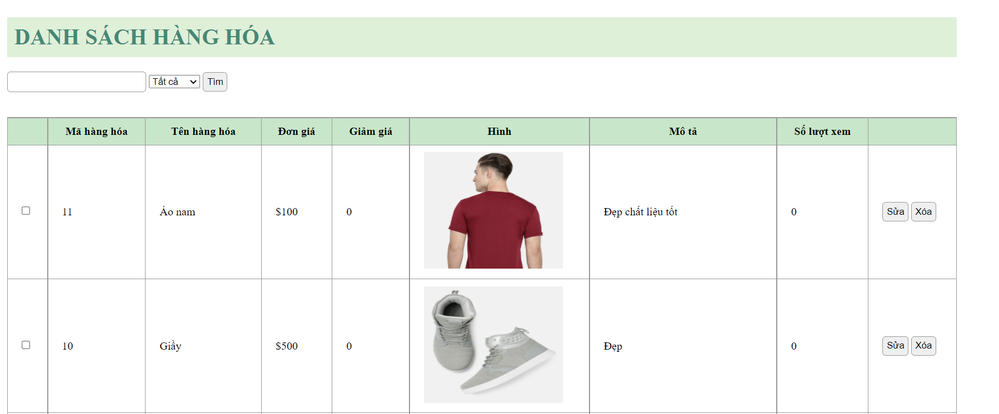 DANH SÁCH HÀNG HÓA
Tất cả Tìm
Mã hàng hóa Tên hàng hóa Đơn giá Giảm giá Hình Mô tả Số lượt xem
11 Áo nam $100 0 Đẹp chất liệu tốt 0 Sửa Xóa
10 Giầy $500 0 Đẹp 0 Sửa Xóa